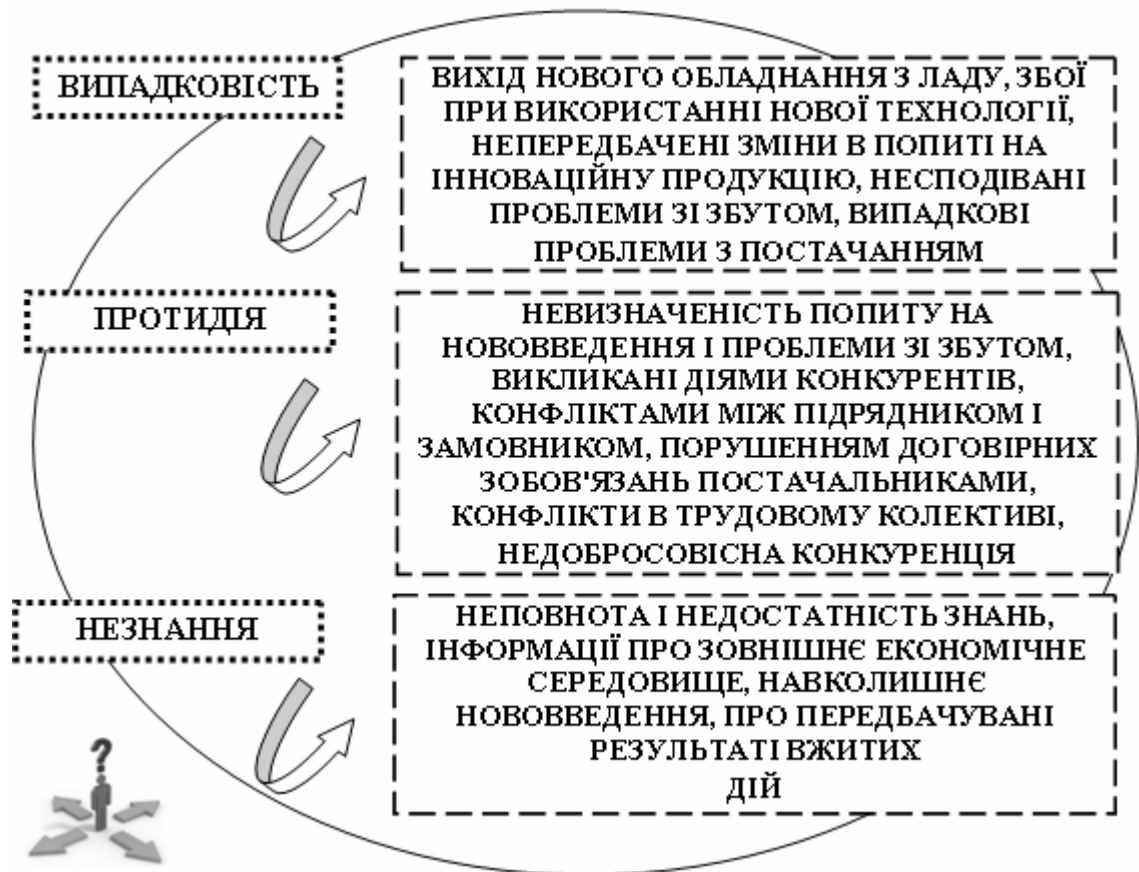 ВИПАДКОВІСТЬ
ВИХІД НОВОГО ОБЛАДНАННЯ З ЛАДУ, ЗБОЇ
ПРИ ВИКОРИСТАННІ НОВОЇ ТЕХНОЛОГІЇ,
НЕПЕРЕДБАЧЕНІ ЗМІНИ В ПОПИТІ НА
ІННОВАЦІЙНУ ПРОДУКЦІЮ, НЕСПОДІВАНІ
ПРОБЛЕМИ ЗІ ЗБУТОМ, ВИПАДКОВІ
ПРОБЛЕМИ З ПОСТАЧАННЯМ
ПРОТИДІЯ
НЕВИЗНАЧЕНІСТЬ ПОПИТУ НА
НОВОВВЕДЕННЯ І ПРОБЛЕМИ ЗІ ЗБУТОМ,
ВИКЛИКАНІ ДІЯМИ КОНКУРЕНТІВ,
КОНФЛІКТАМИ МІЖ ПІДРЯДНИКОМ І
ЗАМОВНИКОМ, ПОРУШЕННЯМ ДОГОВІРНИХ
ЗОБОВ'ЯЗАНЬ ПОСТАЧАЛЬНИКАМИ,
КОНФЛІКТИ В ТРУДОВОМУ КОЛЕКТИВІ,
НЕДОБРОСОВІСНА КОНКУРЕНЦІЯ
НЕЗНАННЯ
НЕПОВНОТА І НЕДОСТАТНІСТЬ ЗНАНЬ,
ІНФОРМАЦІЇ ПРО ЗОВНІШНЄ ЕКОНОМІЧНЕ
СЕРЕДОВИЩЕ, НАВКОЛИШНЄ
НОВОВВЕДЕННЯ, ПРО ПЕРЕДБАЧУВАНІ
РЕЗУЛЬТАТІ ВЖИТИХ
ДІЙ
?